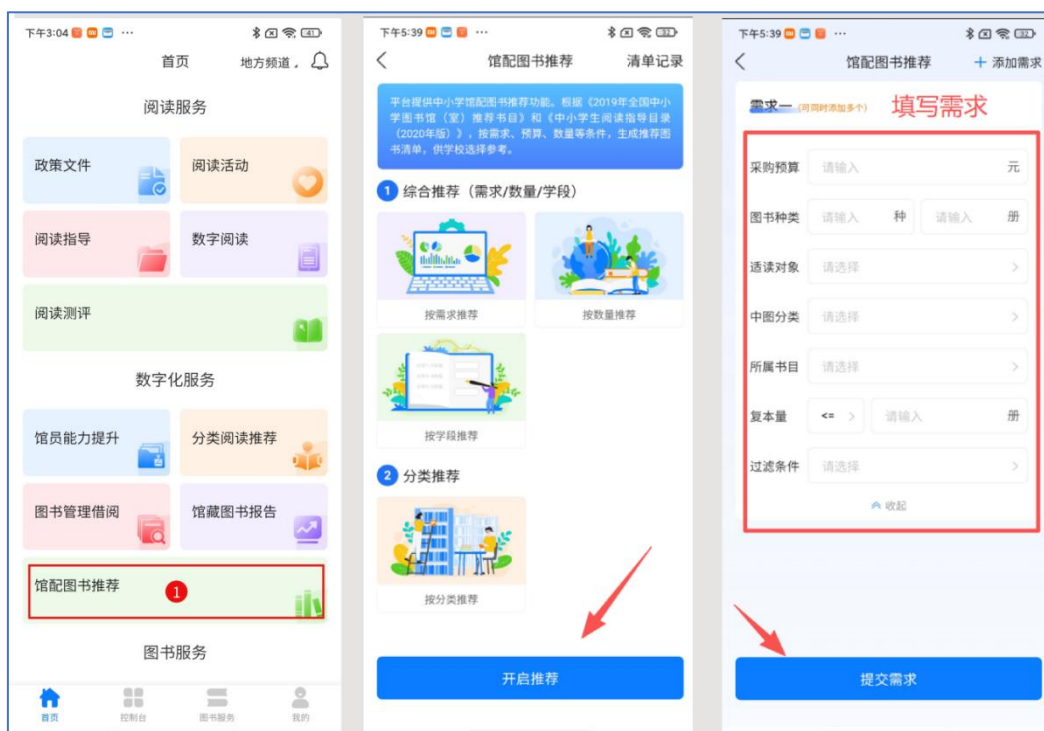 下午3:04 41
首页 地方频道
阅读服务
政策文件 阅读活动
阅读指导 数字阅读
阅读测评
数字化服务
馆员能力提升 分类阅读推荐
图书管理借阅 馆藏图书报告
馆配图书推荐 1
图书服务
首页 控制台 图书服务 我的
下午5:39 32
馆配图书推荐 清单记录
平台提供中小学馆配图书推荐功能。根据《2019年全国中小
学图书馆（室）推荐书目》和《中小学生阅读指导目录
（2020年版）》，按需求、预算、数量等条件，生成推荐图
书清单，供学校选择参考。
1 综合推荐（需求/数量/学段）
按需求推荐 按数量推荐
按学段推荐
2 分类推荐
按分类推荐
开启推荐
下午5:39 32
馆配图书推荐 + 添加需求
需求一 (可同时添加多个) 填写需求
采购预算 请输入 元
图书种类 请输入 种 请输入 册
适读对象 请选择
中图分类 请选择
所属书目 请选择
复本量 <= 请输入 册
过滤条件 请选择
收起
提交需求